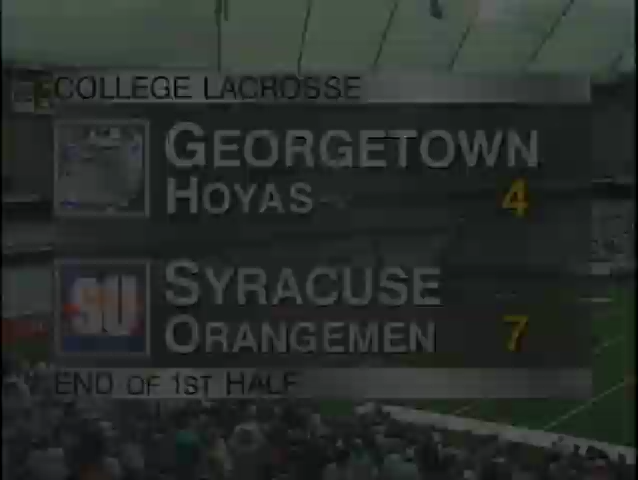 COLLEGE LACROSSE
GEORGETOWN
HOYAS 4
SU
SYRACUSE
ORANGEMEN 7
END OF 1ST HALF